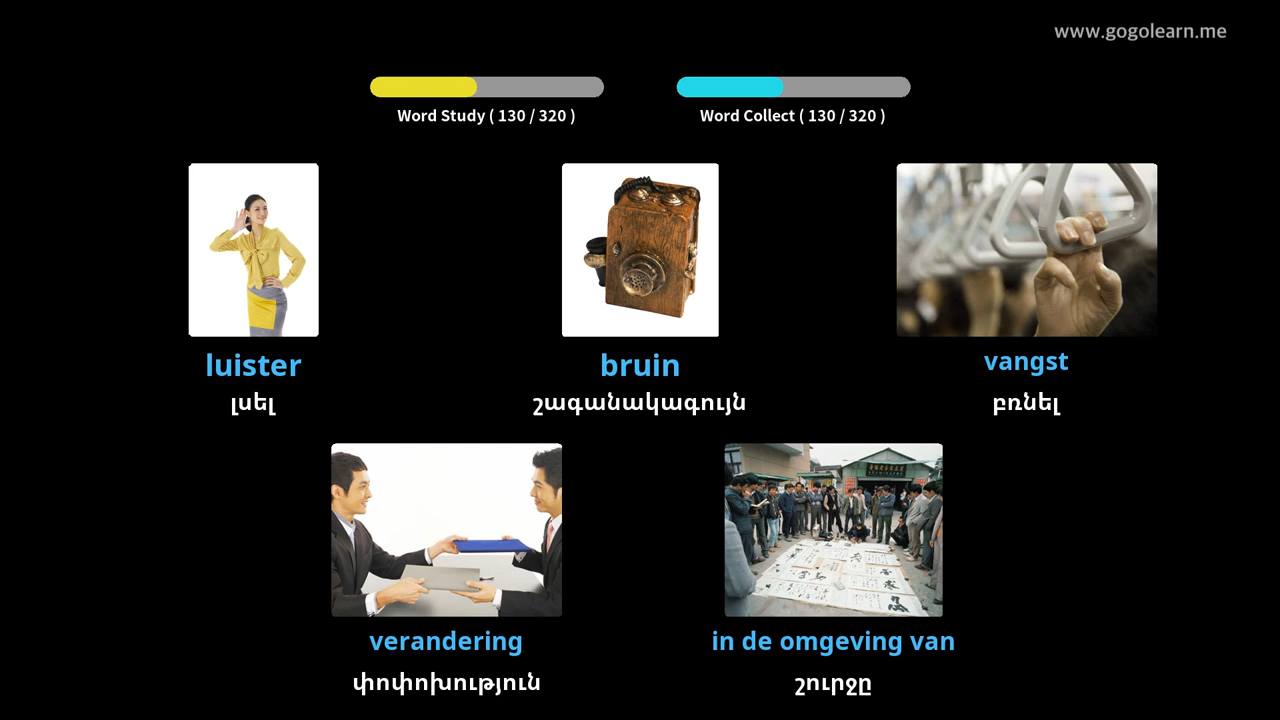 www.gogolearn.me
Word Study ( 130 / 320 )
Word Collect ( 130 / 320 )
luister
լսել
bruin
շագանակագույն
vangst
բռնել
verandering
փոփոխություն
in de omgeving van
շուրջը